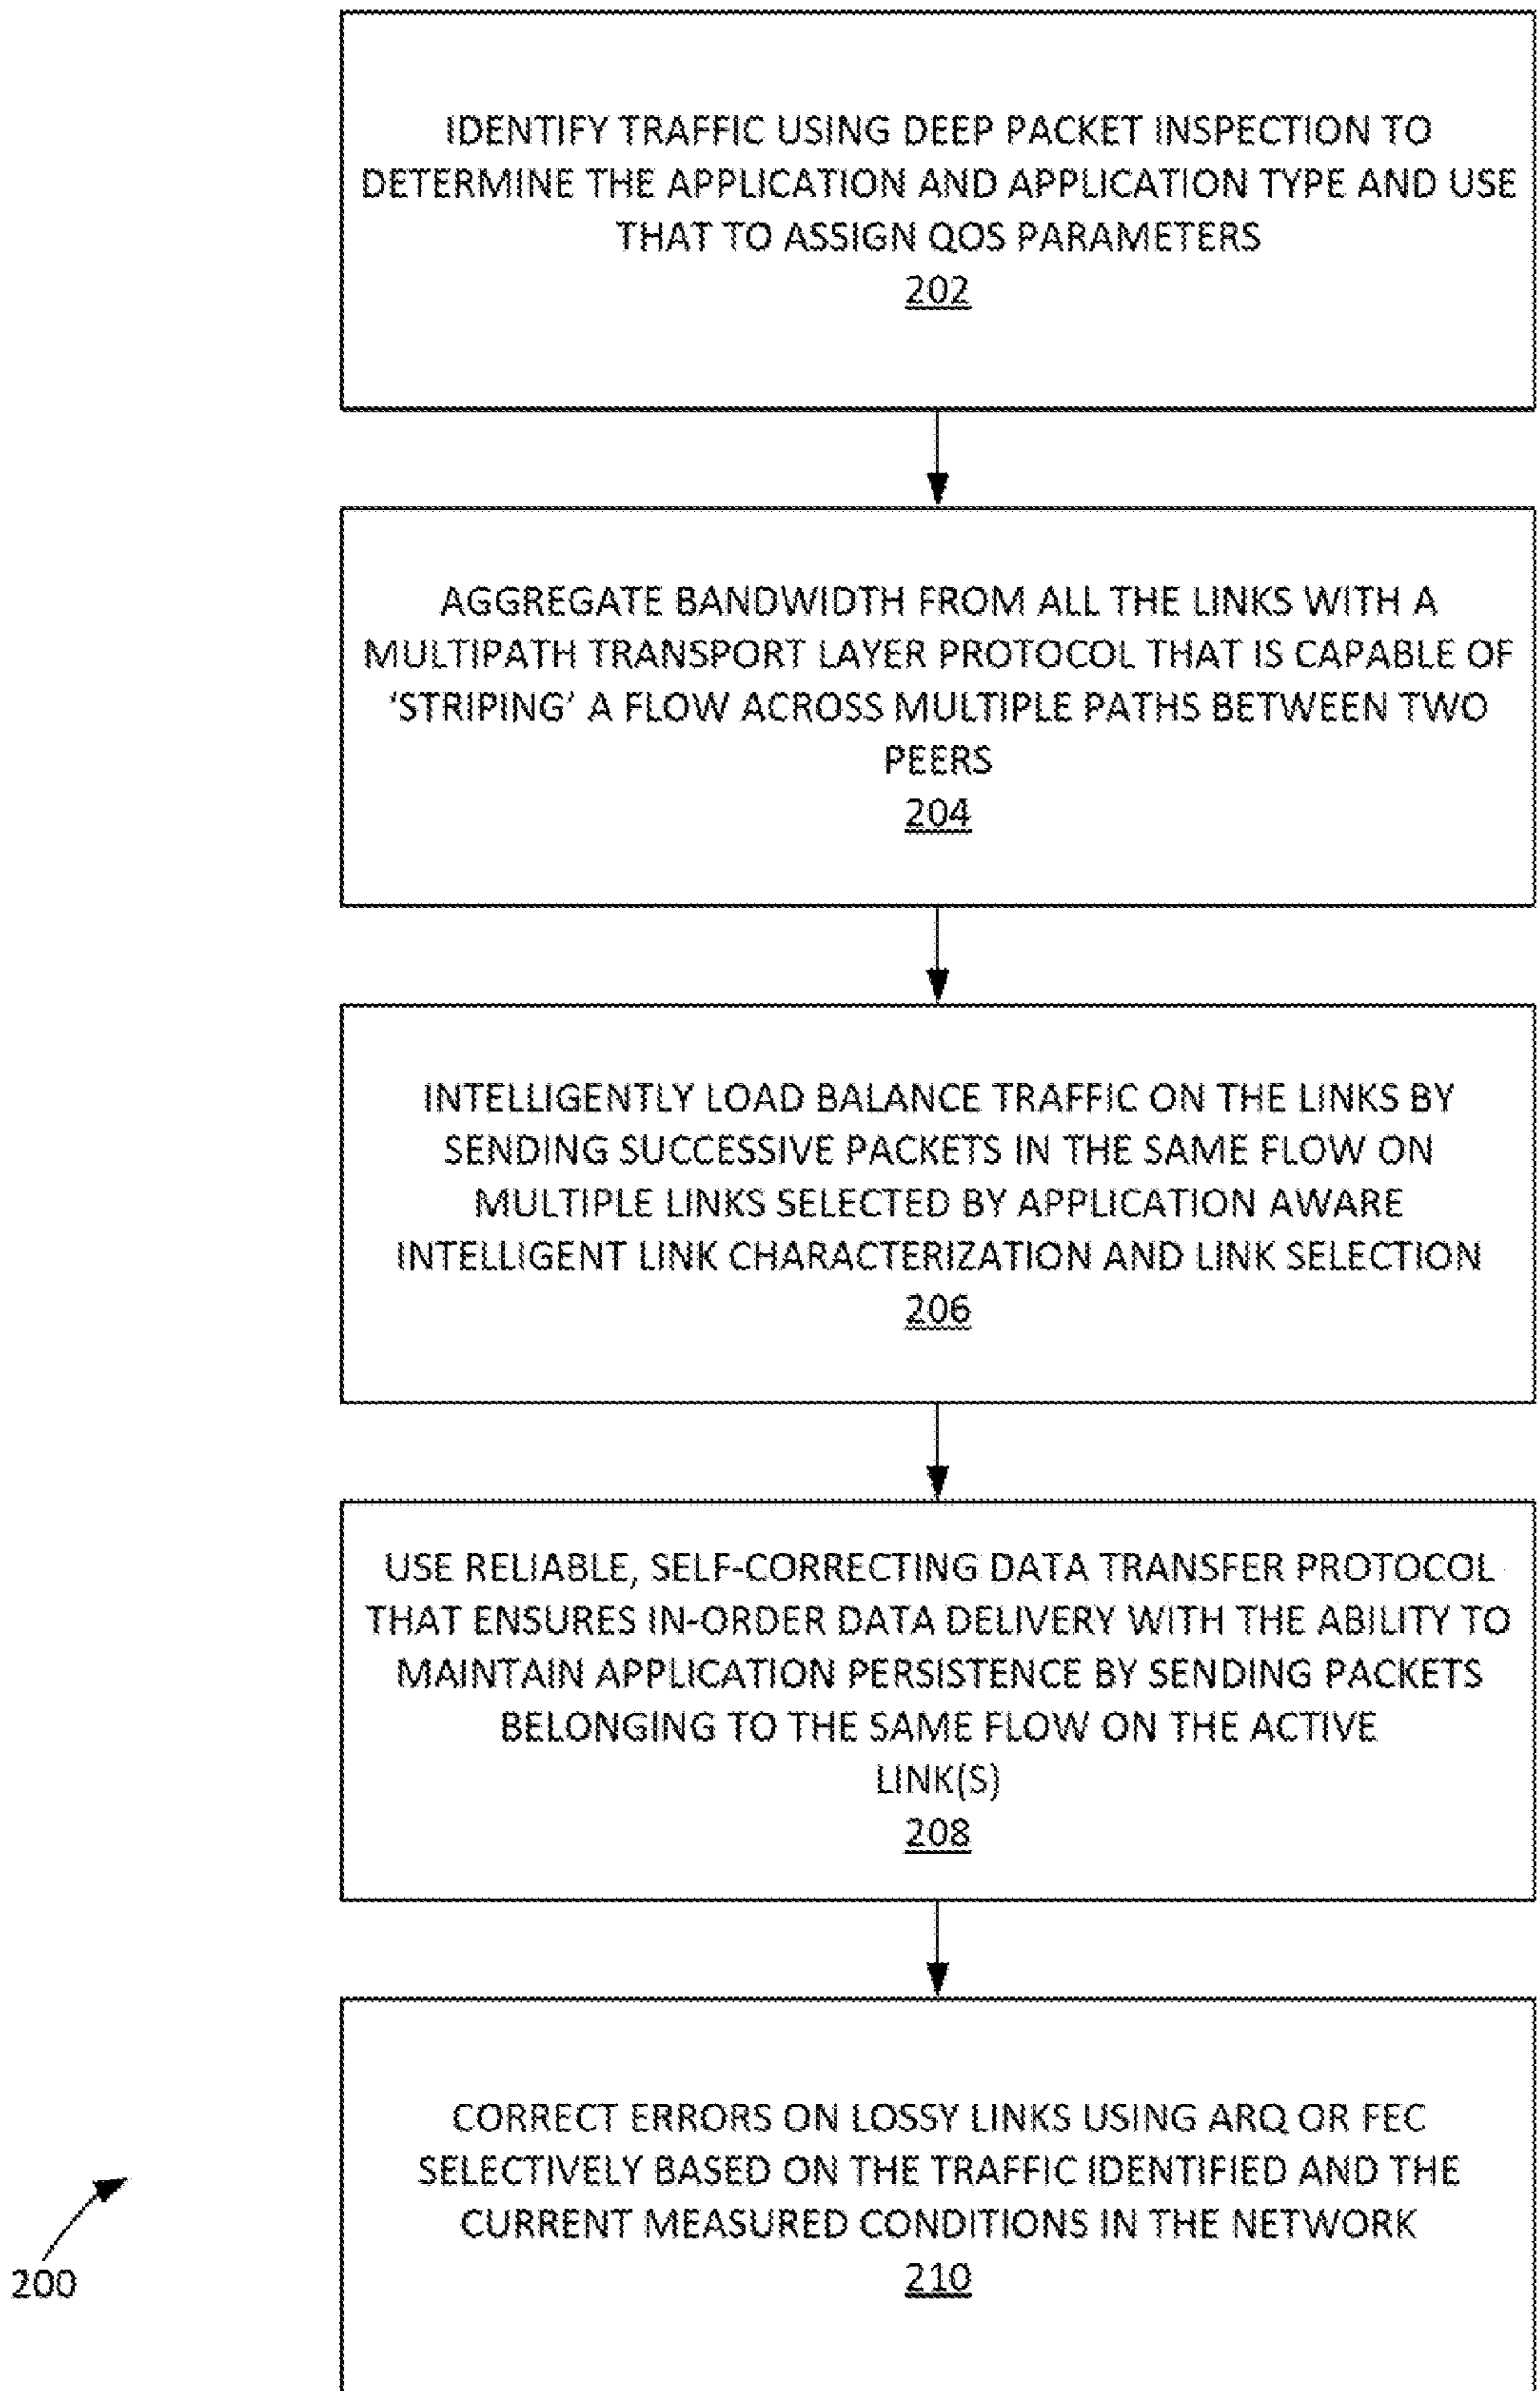 IDENTIFY TRAFFIC USING DEEP PACKET INSPECTION TO
DETERMINE THE APPLICATION AND APPLICATION TYPE AND USE
THAT TO ASSIGN QOS PARAMETERS
202
AGGREGATE BANDWIDTH FROM ALL THE LINKS WITH A
MULTIPATH TRANSPORT LAYER PROTOCOL THAT IS CAPABLE OF
'STRIPING' A FLOW ACROSS MULTIPLE PATHS BETWEEN TWO
PEERS
204
INTELLIGENTLY LOAD BALANCE TRAFFIC ON THE LINKS BY
SENDING SUCCESSIVE PACKETS IN THE SAME FLOW ON
MULTIPLE LINKS SELECTED BY APPLICATION AWARE
INTELLIGENT LINK CHARACTERIZATION AND LINK SELECTION
206
USE RELIABLE, SELF-CORRECTING DATA TRANSFER PROTOCOL
THAT ENSURES IN-ORDER DATA DELIVERY WITH THE ABILITY TO
MAINTAIN APPLICATION PERSISTENCE BY SENDING PACKETS
BELONGING TO THE SAME FLOW ON THE ACTIVE
LINK(S)
208
CORRECT ERRORS ON LOSSY LINKS USING ARQ OR FEC
SELECTIVELY BASED ON THE TRAFFIC IDENTIFIED AND THE
CURRENT MEASURED CONDITIONS IN THE NETWORK
210
200